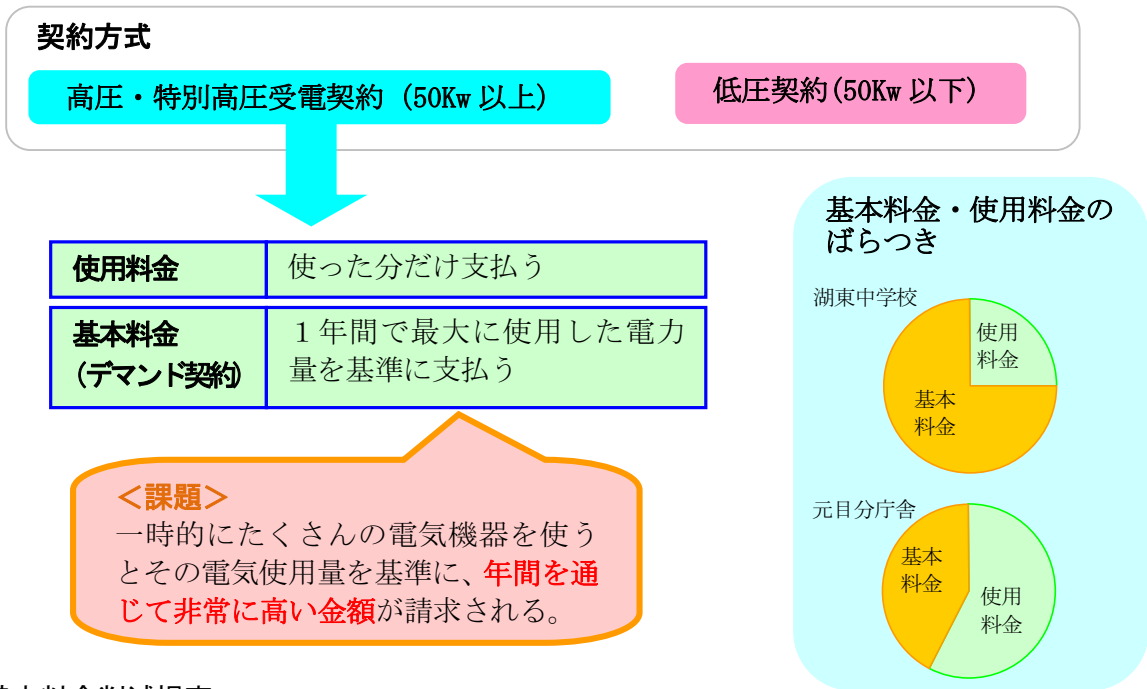 契約方式
高圧・特別高圧受電契約（50Kw 以上）
低圧契約(50Kw 以下)
使用料金
使った分だけ支払う
基本料金
（デマンド契約）
１年間で最大に使用した電力
量を基準に支払う
＜課題＞
一時的にたくさんの電気機器を使う
とその電気使用量を基準に、年間を通
じて非常に高い金額が請求される。
基本料金・使用料金の
ばらつき
湖東中学校
使用
料金
基本
料金
元目分庁舎
基本
料金
使用
料金